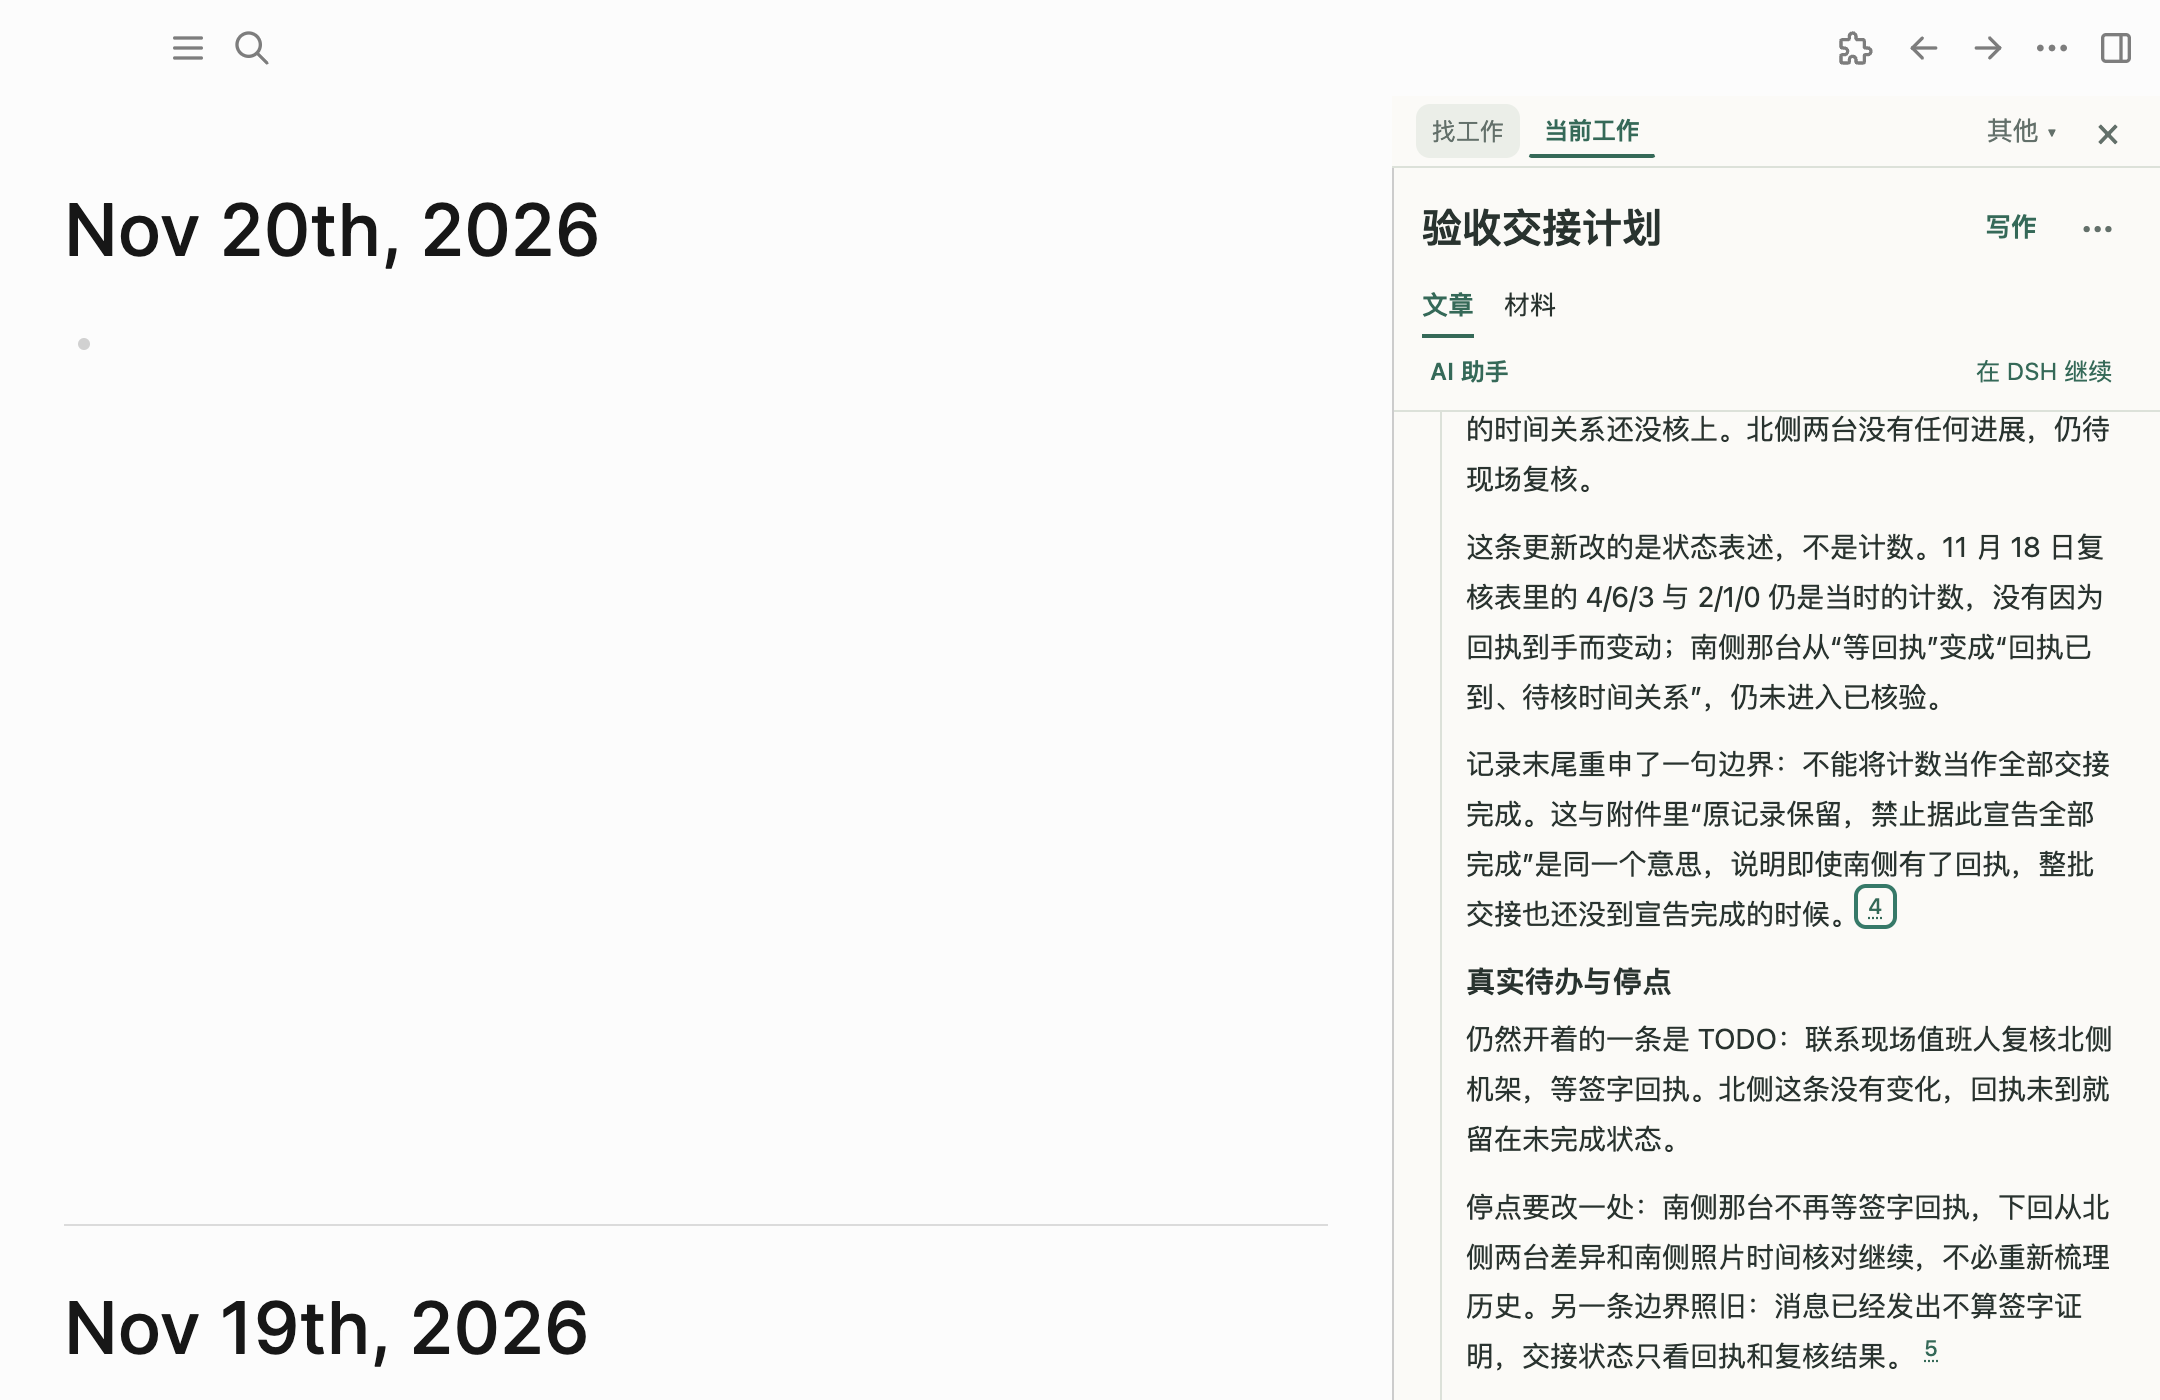 Nov 20th, 2026
Nov 19th, 2026
找工作
当前工作
其他 ▾
验收交接计划
写作
文章
材料
AI 助手
在 DSH 继续
的时间关系还没核上。北侧两台没有任何进展，仍待
现场复核。
这条更新改的是状态表述，不是计数。11 月 18 日复
核表里的 4/6/3 与 2/1/0 仍是当时的计数，没有因为
回执到手而变动；南侧那台从“等回执”变成“回执已
到、待核时间关系”，仍未进入已核验。
记录末尾重申了一句边界：不能将计数当作全部交接
完成。这与附件里“原记录保留，禁止据此宣告全部
完成”是同一个意思，说明即使南侧有了回执，整批
交接也还没到宣告完成的时候。4
真实待办与停点
仍然开着的一条是 TODO：联系现场值班人复核北侧
机架，等签字回执。北侧这条没有变化，回执未到就
留在未完成状态。
停点要改一处：南侧那台不再等签字回执，下回从北
侧两台差异和南侧照片时间核对继续，不必重新梳理
历史。另一条边界照旧：消息已经发出不算签字证
明，交接状态只看回执和复核结果。 5